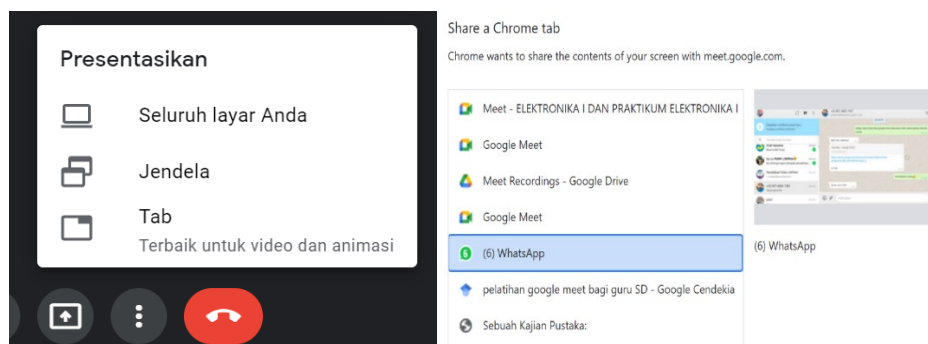 Presentasikan
Seluruh layar Anda
Jendela
Tab
Terbaik untuk video dan animasi
Share a Chrome tab
Chrome wants to share the contents of your screen with meet.google.com.
Meet - ELEKTRONIKA I DAN PRAKTIKUM ELEKTRONIKA I
Google Meet
Meet Recordings - Google Drive
Google Meet
(6) WhatsApp
pelatihan google meet bagi guru SD - Google Cendekia
Sebuah Kajian Pustaka:
(6) WhatsApp